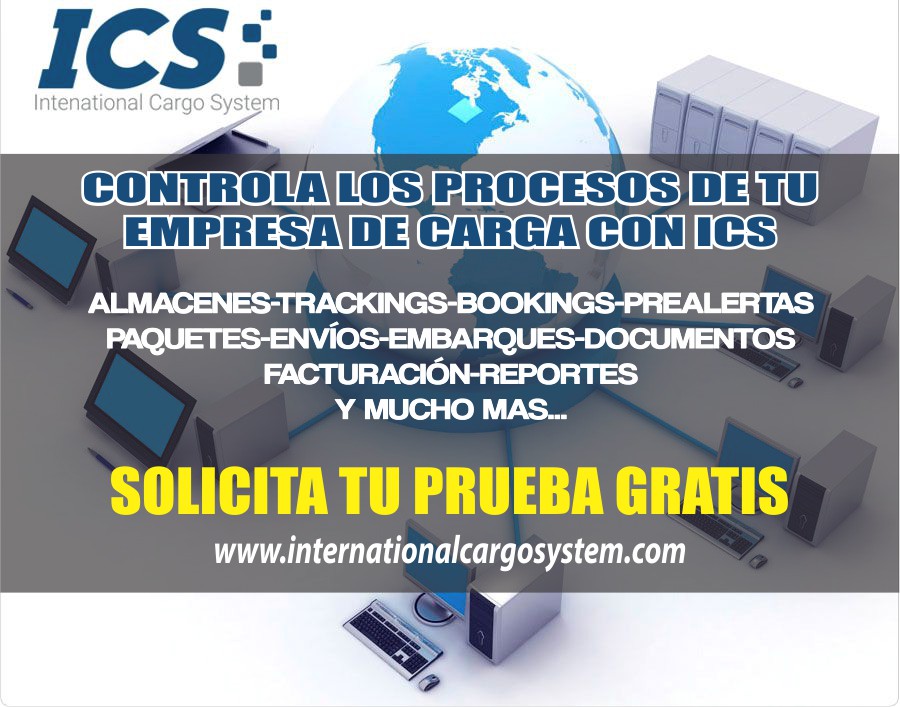 ICS
Intenational Cargo System
CONTROLA LOS PROCESOS DE TU
EMPRESA DE CARGA CON ICS
ALMACENES-TRACKINGS-BOOKINGS-PREALERTAS
PAQUETES-ENVÍOS-EMBARQUES-DOCUMENTOS
FACTURACIÓN-REPORTES
Y MUCHO MAS...
SOLICITA TU PRUEBA GRATIS
www.internationalcargosystem.com